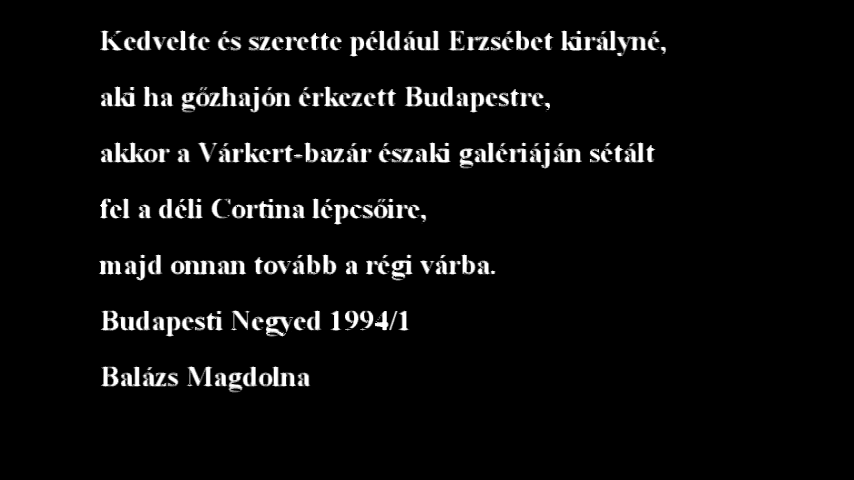 Kedvelte és szerette például Erzsébet királyné,
aki ha gőzhajón érkezett Budapestre,
akkor a Várkert-bazár északi galériáján sétált
fel a déli Cortina lépcsőire,
majd onnan tovább a régi várba.
Budapesti Negyed 1994/1
Balázs Magdolna